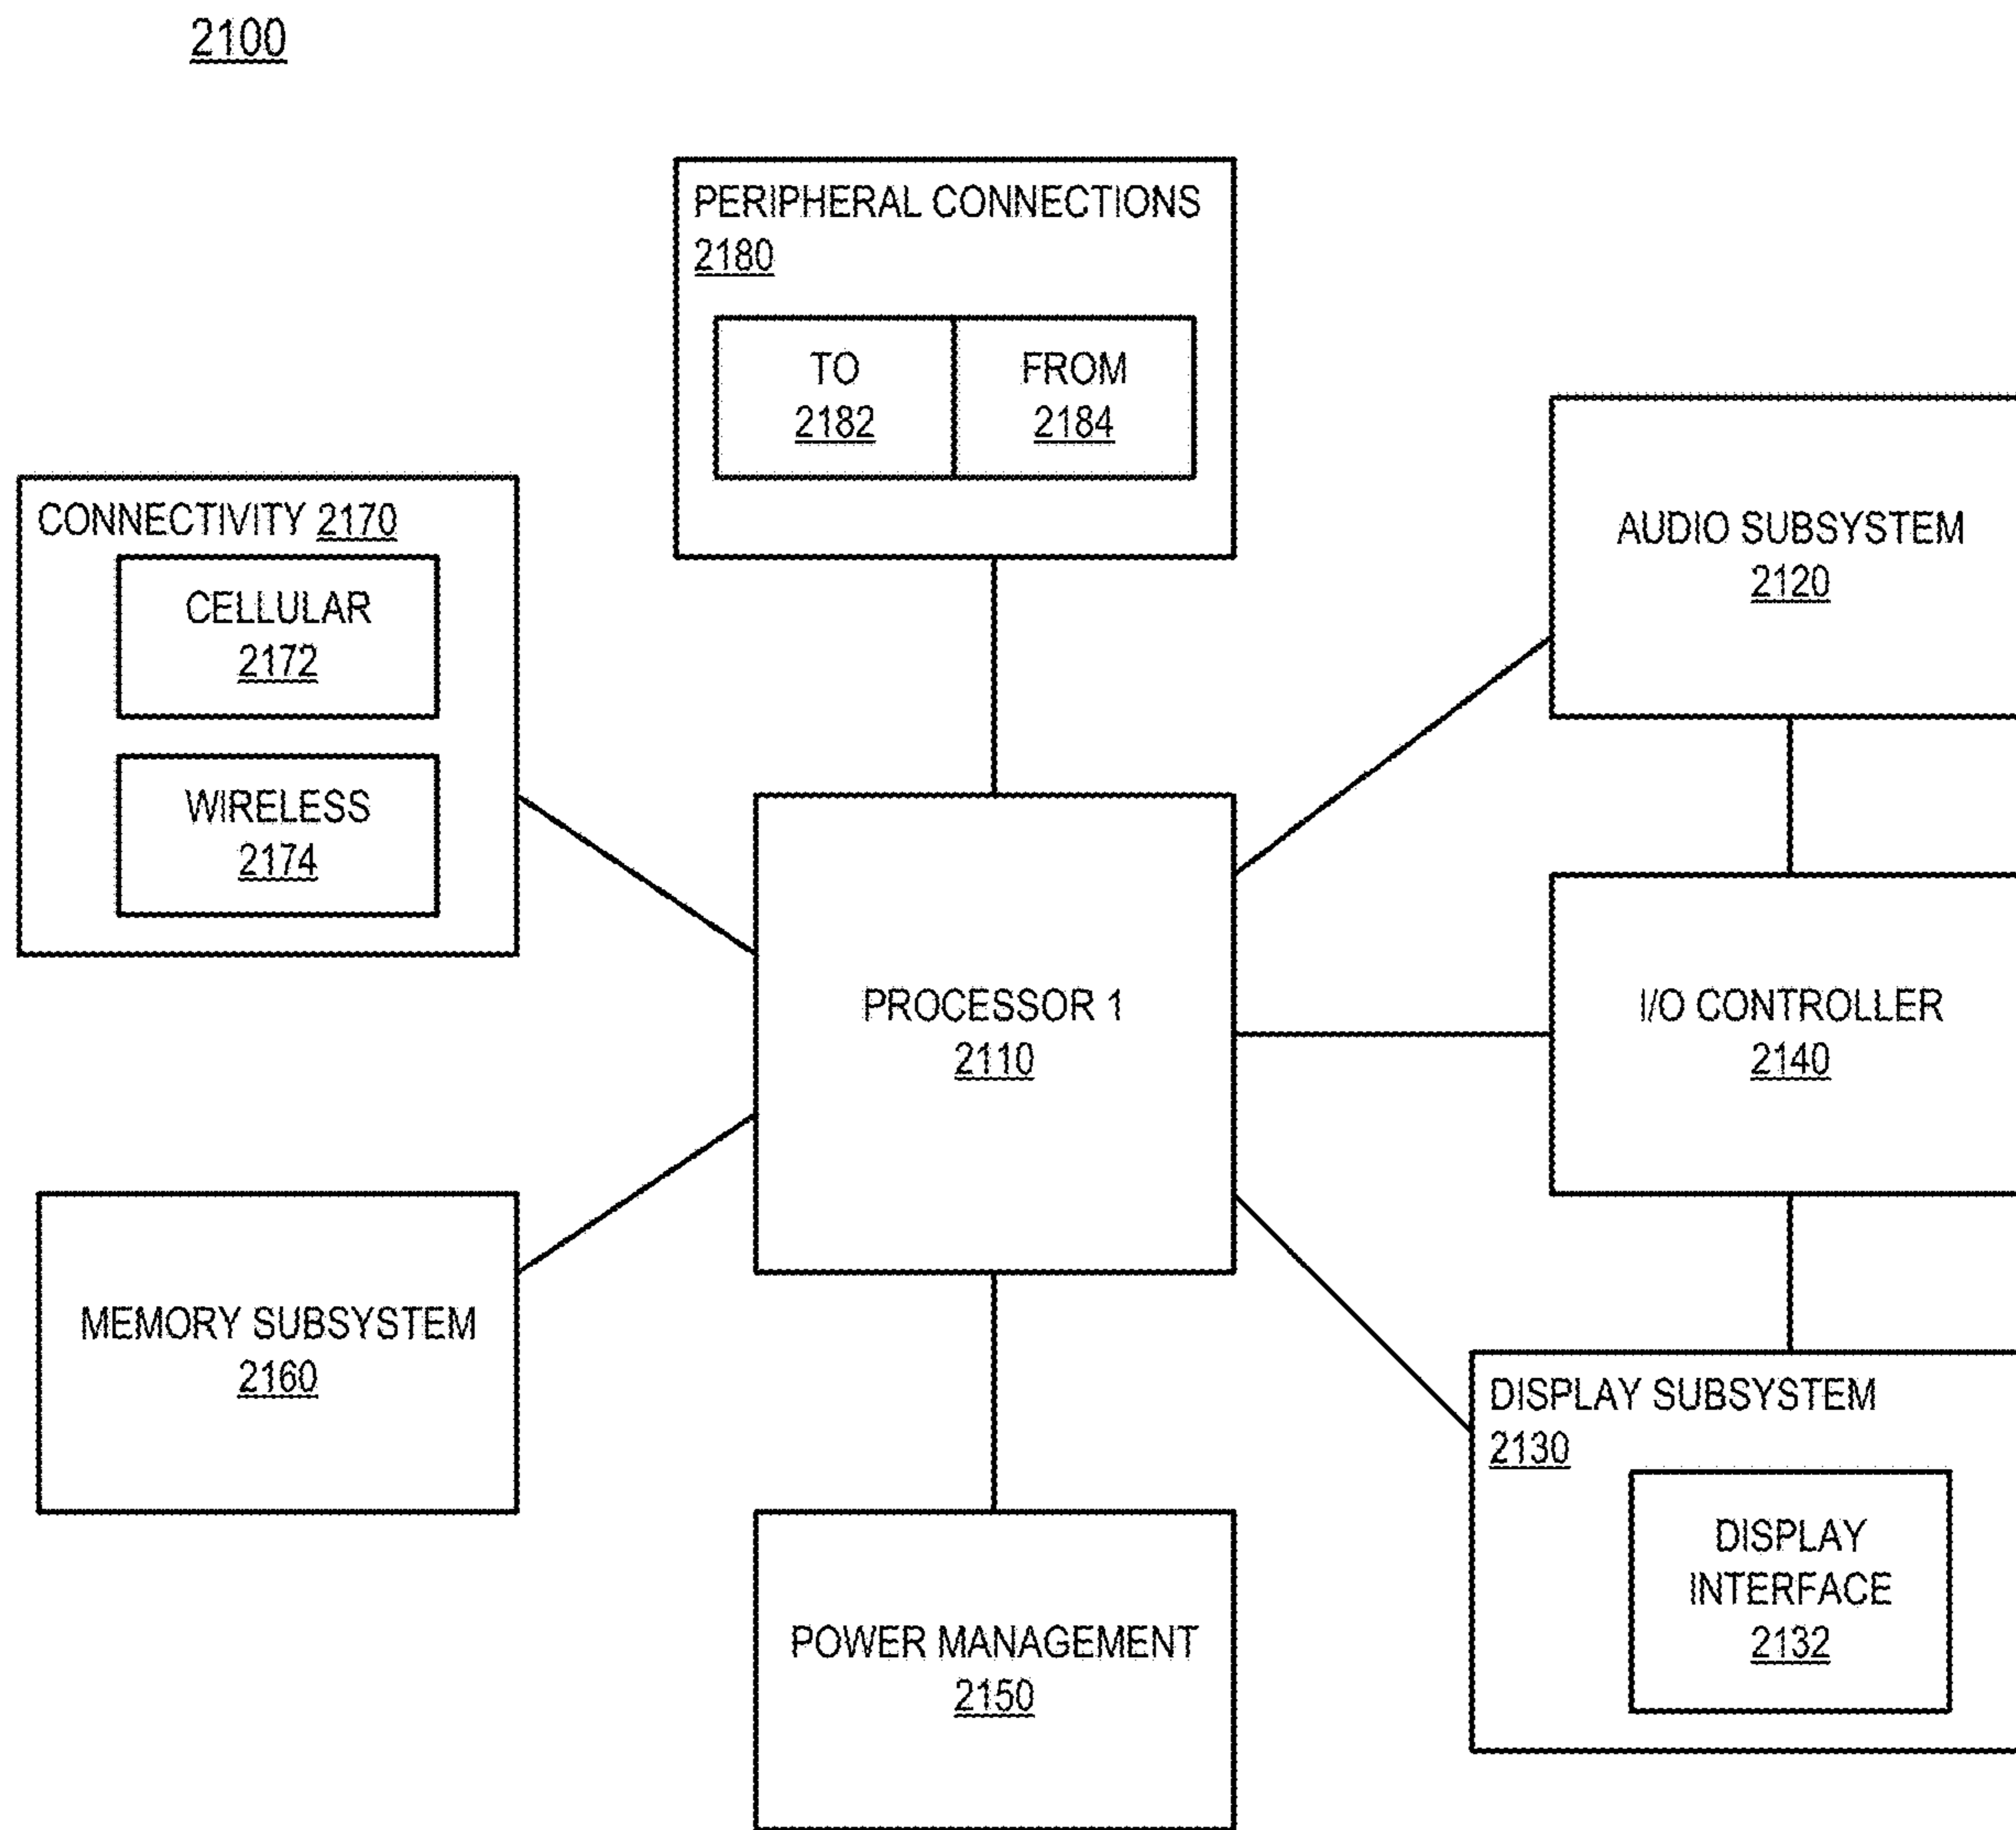 2100
PERIPHERAL CONNECTIONS
2180
TO
2182
FROM
2184
AUDIO SUBSYSTEM
2120
CONNECTIVITY 2170
CELLULAR
2172
WIRELESS
2174
PROCESSOR 1
2110
I/O CONTROLLER
2140
MEMORY SUBSYSTEM
2160
DISPLAY SUBSYSTEM
2130
DISPLAY
INTERFACE
2132
POWER MANAGEMENT
2150